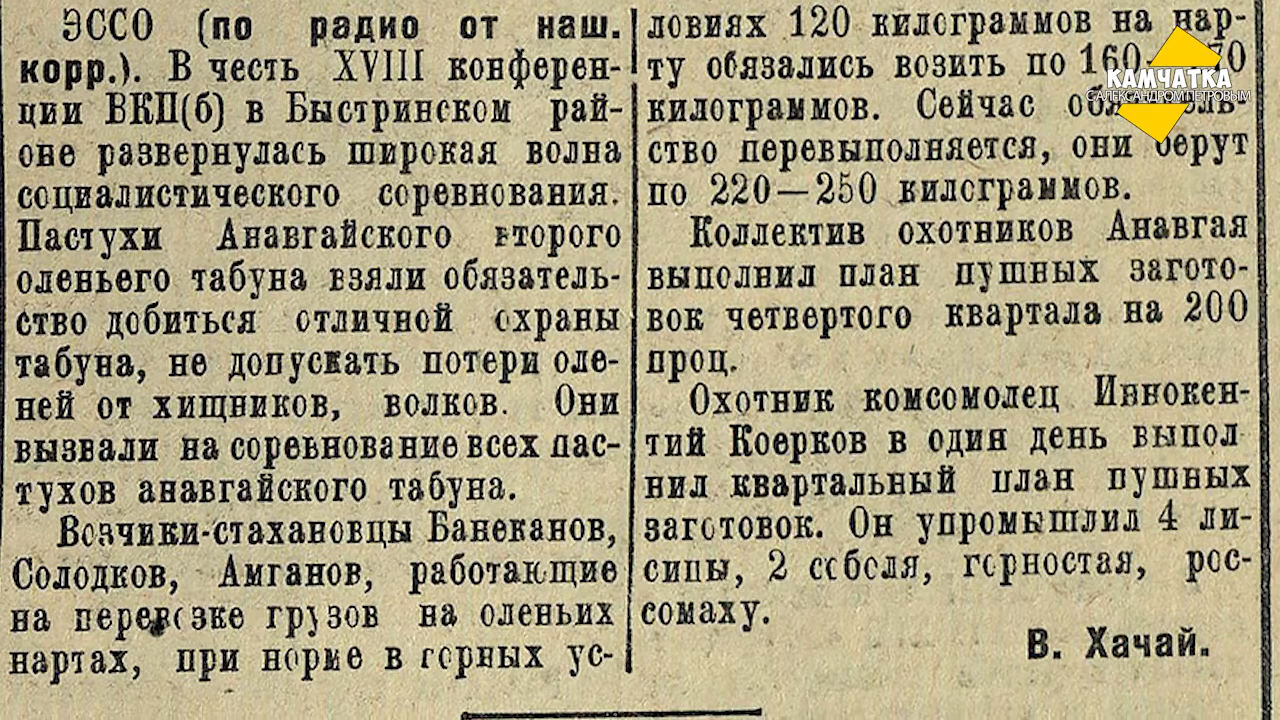 ЭССО (по радио от наш.
корр.). В честь XVIII конферен-
ции ВКП(б) в Быстринском рай-
оне развернулась широкая волна
социалистического соревнования.
Пастухи Анавгайского второго
оленьего табуна взяли обязатель-
ство добиться отличной охраны
табуна, не допускать потери оле-
ней от хищников, волков. Они
вызвали на соревнование всех пас-
тухов анавгайского табуна.
Возчики-стахановцы Банеканов,
Солодков, Амганов, работающие
на перевозке грузов на оленьих
нартах, при норме в горных ус-
ловиях 120 килограммов на нар-
ту обязались возить по
килограммов. Сейчас
ство перевыполняется, они берут
по 220—250 килограммов.
Коллектив охотников Анавгая
выполнил план пушных загото-
вок четвертого квартала на 200
проц.
Охотник комсомолец Иннокен-
тий Коерков в один день выпол
нил квартальный план пушных
заготовок. Он упромышлил 4 ли-
сицы, 2 соболя, горностая, рос-
сомаху.
В. Хачай.
КАМЧАТКА
С АЛЕКСАНДРОМ ПЕТРОВЫМ